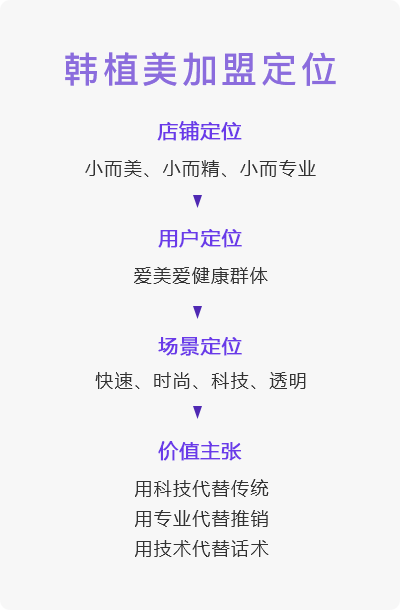 韩植美加盟定位
店铺定位
小而美、小而精、小而专业
用户定位
爱美爱健康群体
场景定位
快速、时尚、科技、透明
价值主张
用科技代替传统
用专业代替推销
用技术代替话术